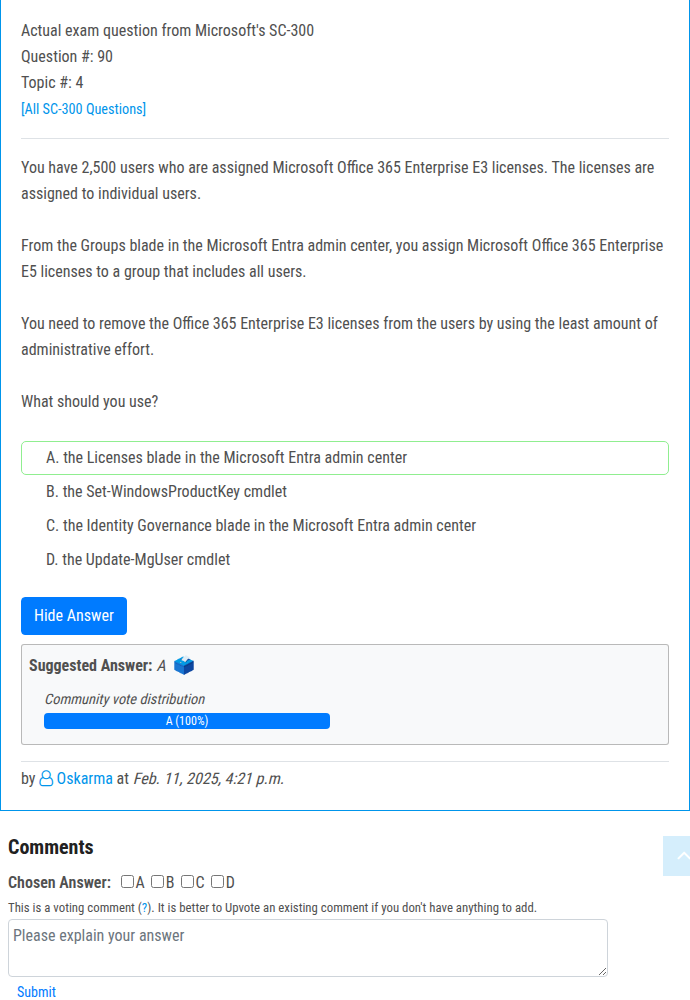 Actual exam question from Microsoft's SC-300
Question #: 90
Topic #: 4
[All SC-300 Questions]
You have 2,500 users who are assigned Microsoft Office 365 Enterprise E3 licenses. The licenses are
assigned to individual users.
From the Groups blade in the Microsoft Entra admin center, you assign Microsoft Office 365 Enterprise
E5 licenses to a group that includes all users.
You need to remove the Office 365 Enterprise E3 licenses from the users by using the least amount of
administrative effort.
What should you use?
A. the Licenses blade in the Microsoft Entra admin center
B. the Set-WindowsProductKey cmdlet
C. the Identity Governance blade in the Microsoft Entra admin center
D. the Update-MgUser cmdlet
Hide Answer
Suggested Answer: A
Community vote distribution
A (100%)
by Oskarma at Feb. 11, 2025, 4:21 p.m.
Comments
Chosen Answer: A B C D
This is a voting comment (?). It is better to Upvote an existing comment if you don't have anything to add.
Please explain your answer
Submit